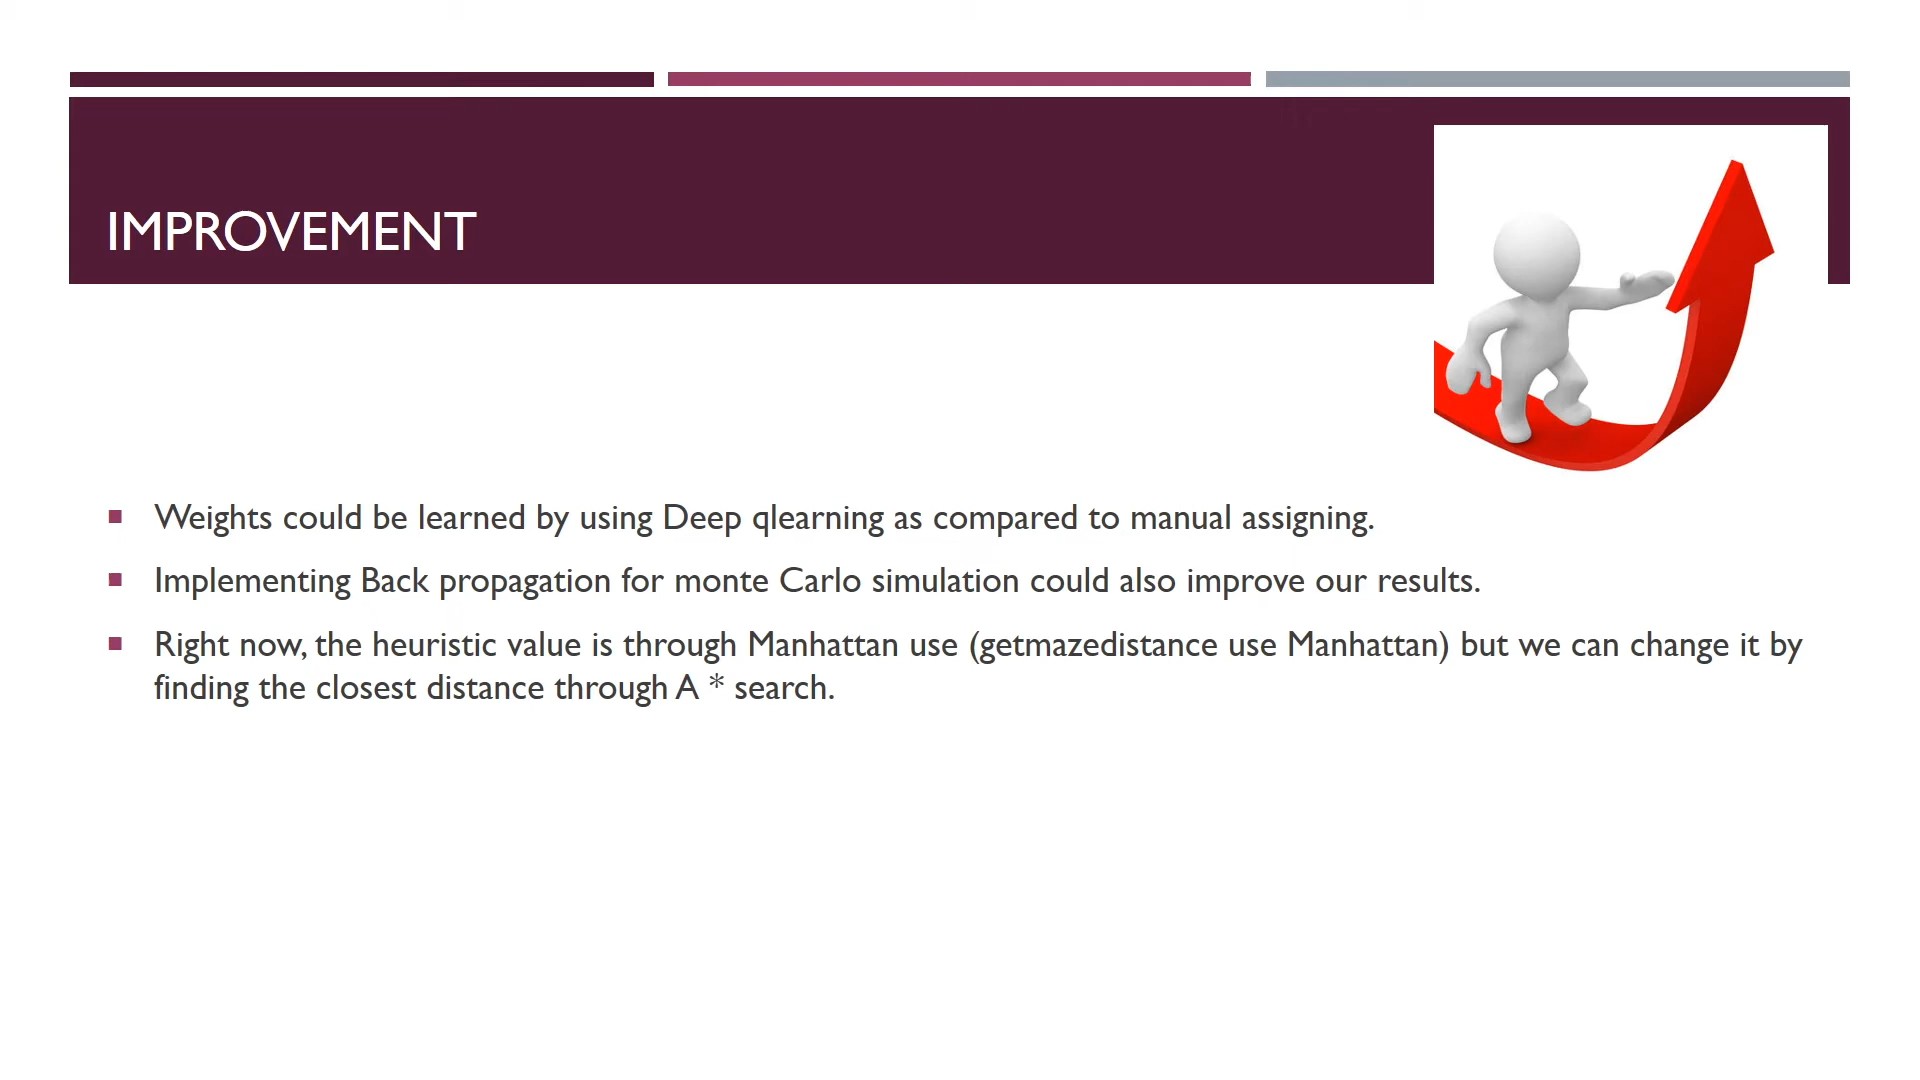 IMPROVEMENT
▪ Weights could be learned by using Deep qlearning as compared to manual assigning.
▪ Implementing Back propagation for monte Carlo simulation could also improve our results.
▪ Right now, the heuristic value is through Manhattan use (getmazedistance use Manhattan) but we can change it by
finding the closest distance through A * search.